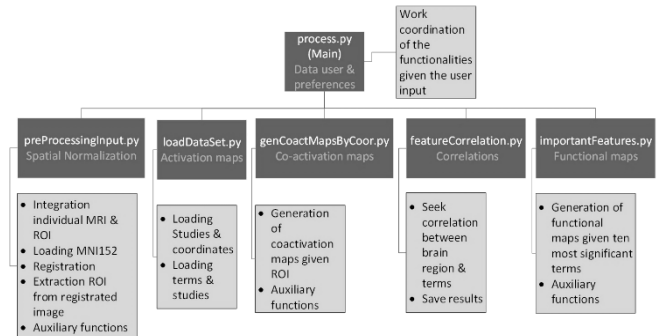 process.py
(Main)
Data user &
preferences
Work
coordination
of the
functionalities
given the user
input
preProcessingInput.py
Spatial Normalization
loadDataSet.py
Activation maps
genCoactMapsByCoor.py
Co-activation maps
featureCorrelation.py
Correlations
importantFeatures.py
Functional maps
• Integration
individual MRI &
ROI
• Loading MNI152
• Registration
• Extraction ROI
from registrated
image
• Auxiliary functions
• Loading
Studies &
coordinates
• Loading
terms &
studies
• Generation
of
coactivation
maps given
ROI
• Auxiliary
functions
• Seek
correlation
between
brain
region &
terms
• Save results
• Generation of
functional
maps given ten
most significant
terms
• Auxiliary
functions